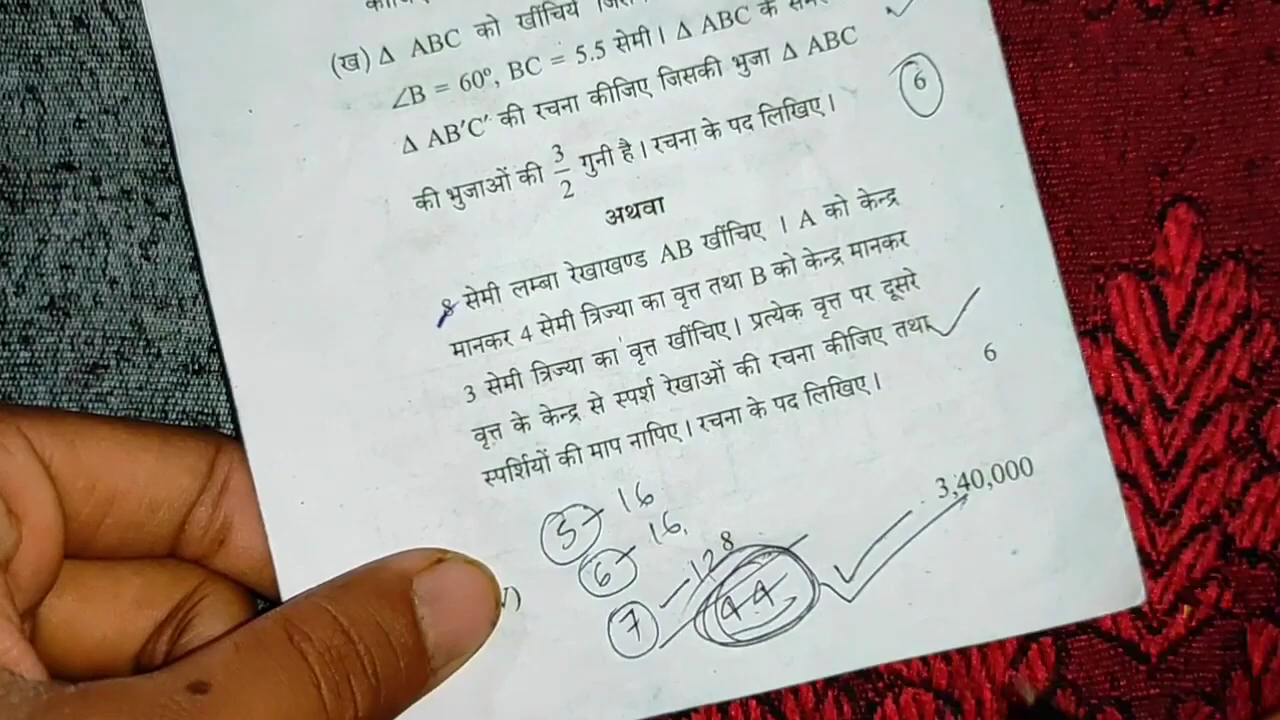 (ख) Δ ABC को खींचिये
∠B = 60°, BC = 5.5 सेमी। Δ ABC के
Δ AB′C′ की रचना कीजिए जिसकी भुजा Δ ABC
की भुजाओं की 3/2 गुनी है। रचना के पद लिखिए।
6
अथवा
8 सेमी लम्बा रेखाखण्ड AB खींचिए । A को केन्द्र
मानकर 4 सेमी त्रिज्या का वृत्त तथा B को केन्द्र मानकर
3 सेमी त्रिज्या का वृत्त खींचिए। प्रत्येक वृत्त पर दूसरे
वृत्त के केन्द्र से स्पर्श रेखाओं की रचना कीजिए तथा
स्पर्शियों की माप नापिए। रचना के पद लिखिए।
6
3,40,000
5 - 16
6 - 16.
7 - 12 8
44